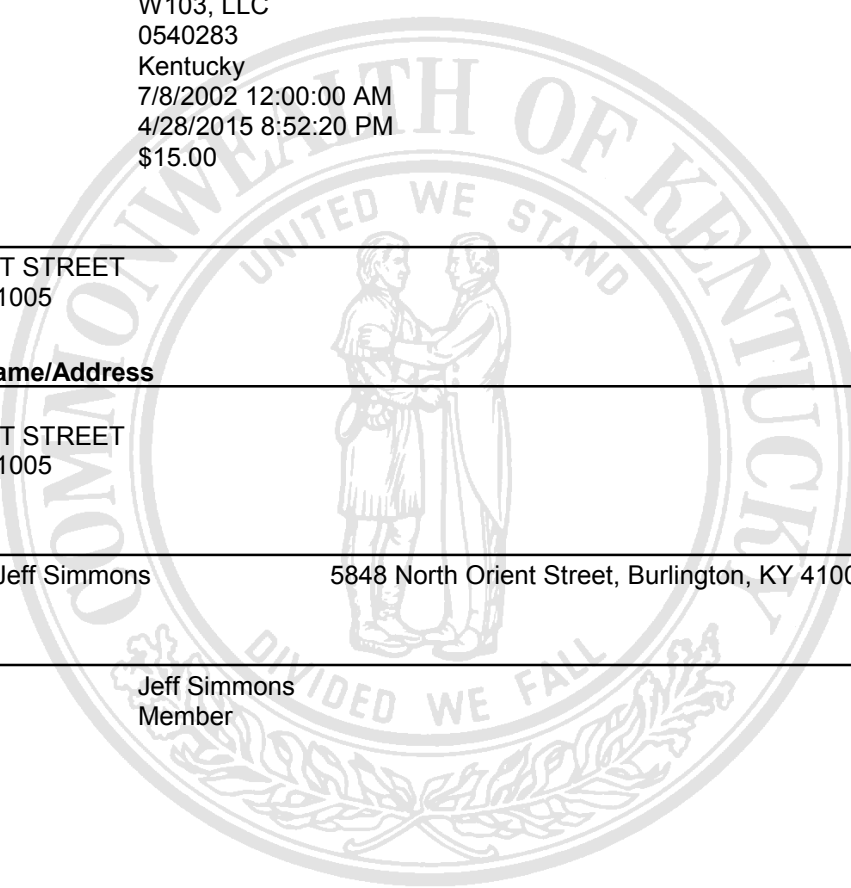 W103, LLC
0540283
Kentucky
7/8/2002 12:00:00 AM
4/28/2015 8:52:20 PM
$15.00
T STREET
1005
ame/Address
T STREET
1005
Jeff Simmons 5848 North Orient Street, Burlington, KY 4100
Jeff Simmons
Member
COMMONWEALTH OF KENTUCKY
UNITED WE STAND
DIVIDED WE FALL